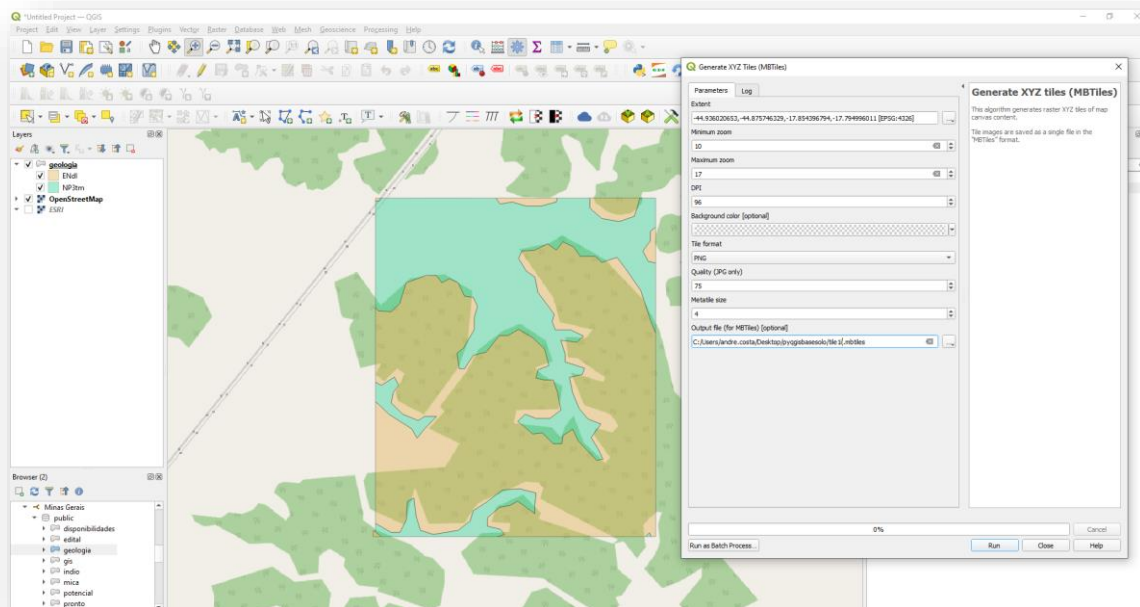 *Untitled Project — QGIS
Project Edit View Layer Settings Plugins Vector Raster Database Web Mesh Geoscience Processing Help
Layers
geologia
ENdl
NP3tm
OpenStreetMap
ESRI
Browser (2)
Minas Gerais
public
disponibilidades
edital
geologia
gis
indio
mica
potencial
pronto
Generate XYZ Tiles (MBTiles)
Parameters Log
Extent
-44.936020653,-44.875746329,-17.854396794,-17.794996011 [EPSG:4326]
Minimum zoom
10
Maximum zoom
17
DPI
96
Background color [optional]
Tile format
PNG
Quality (JPG only)
75
Metatile size
4
Output file (for MBTiles) [optional]
C:/Users/andre.costa/Desktop/pyqgisbasesolo/tile1.mbtiles
0%
Cancel
Run as Batch Process...
Run Close Help
Generate XYZ tiles (MBTiles)
This algorithm generates raster XYZ tiles of map
canvas content.
Tile images are saved as a single file in the
"MBTiles" format.